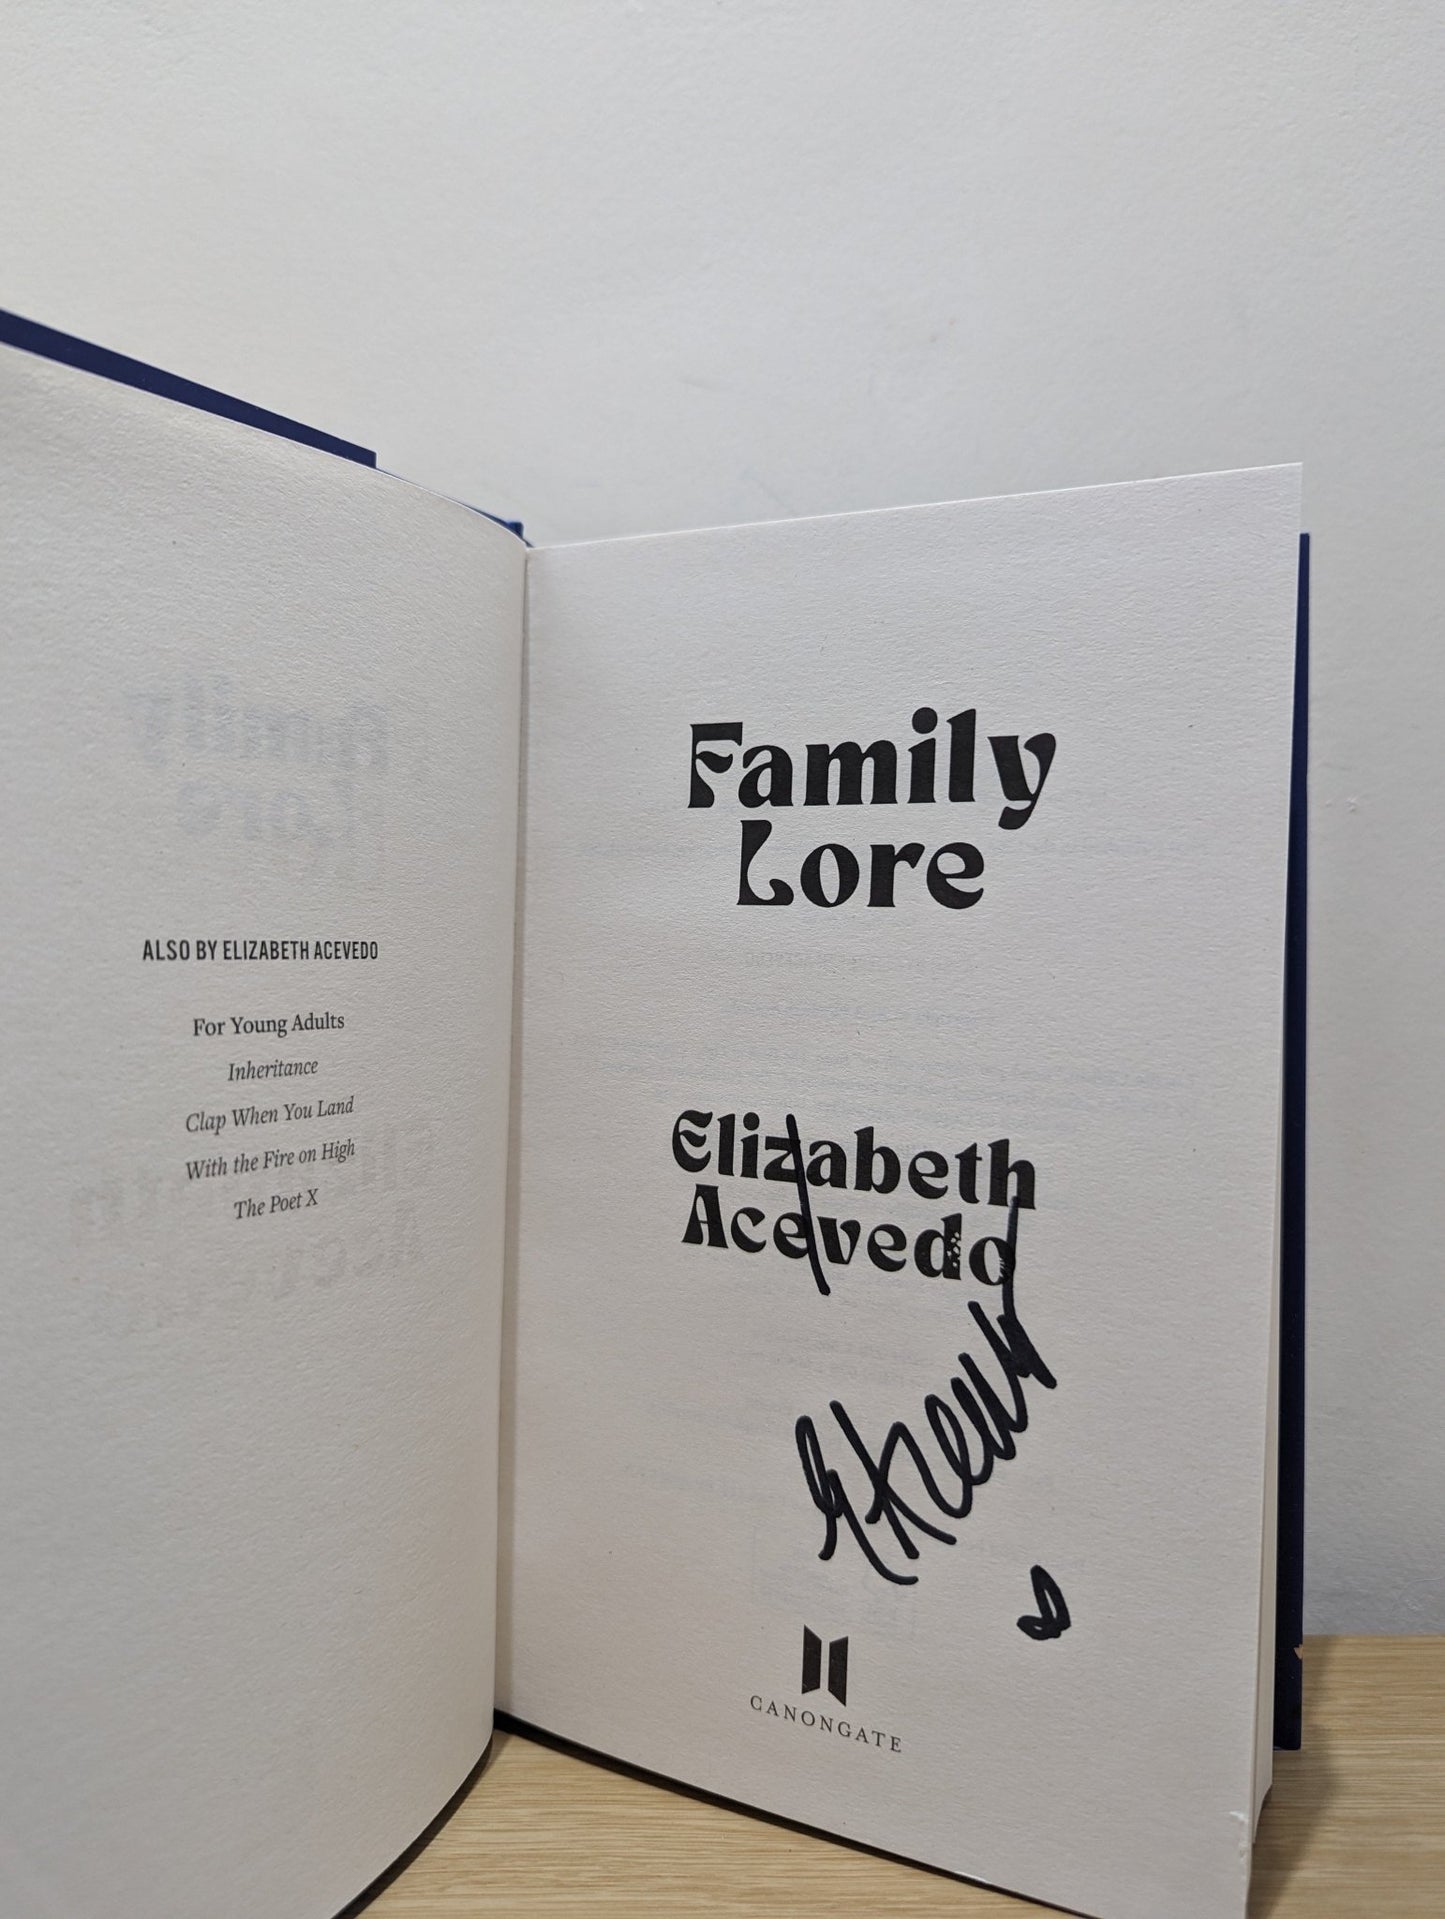 ALSO BY ELIZABETH ACEVEDO
For Young Adults
Inheritance
Clap When You Land
With the Fire on High
The Poet X
Family
Lore
Elizabeth
Acevedo
CANONGATE